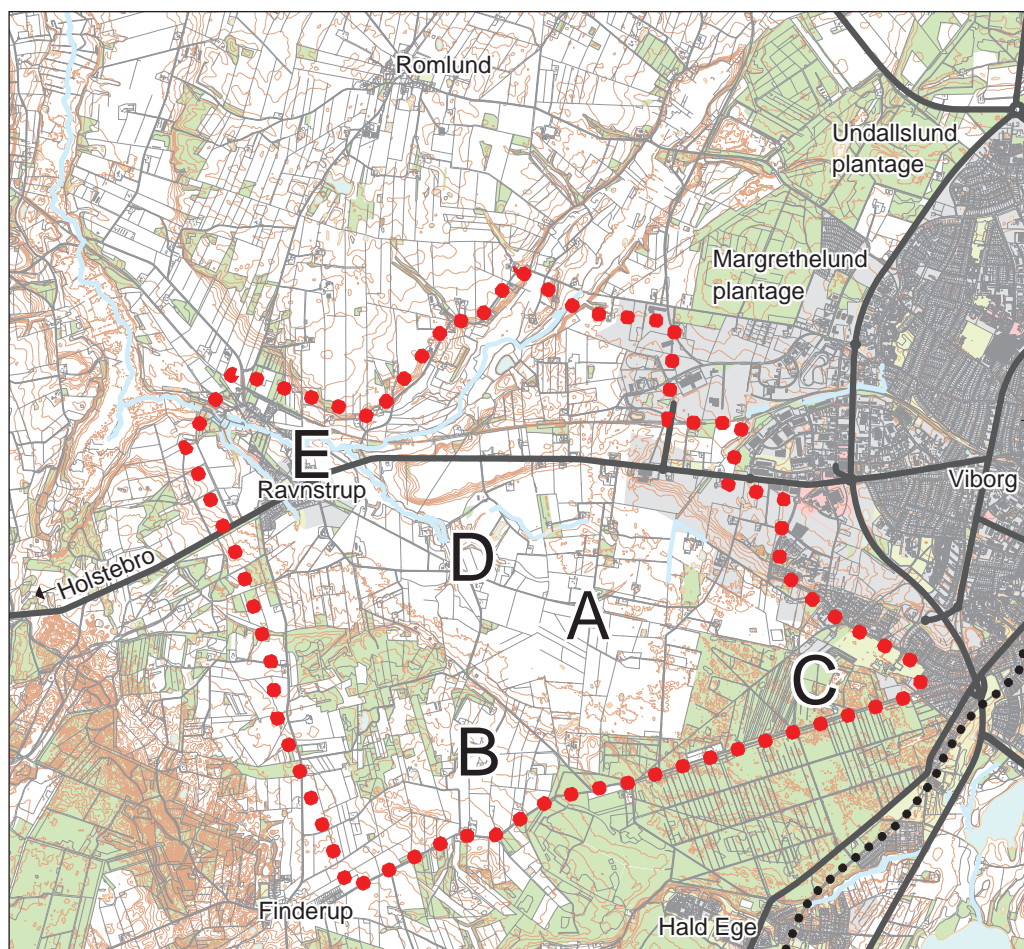 Romlund
Undallslund
plantage
Margrethelund
plantage
E
Ravnstrup
Viborg
D
Holstebro
A
C
B
Finderup
Hald Ege